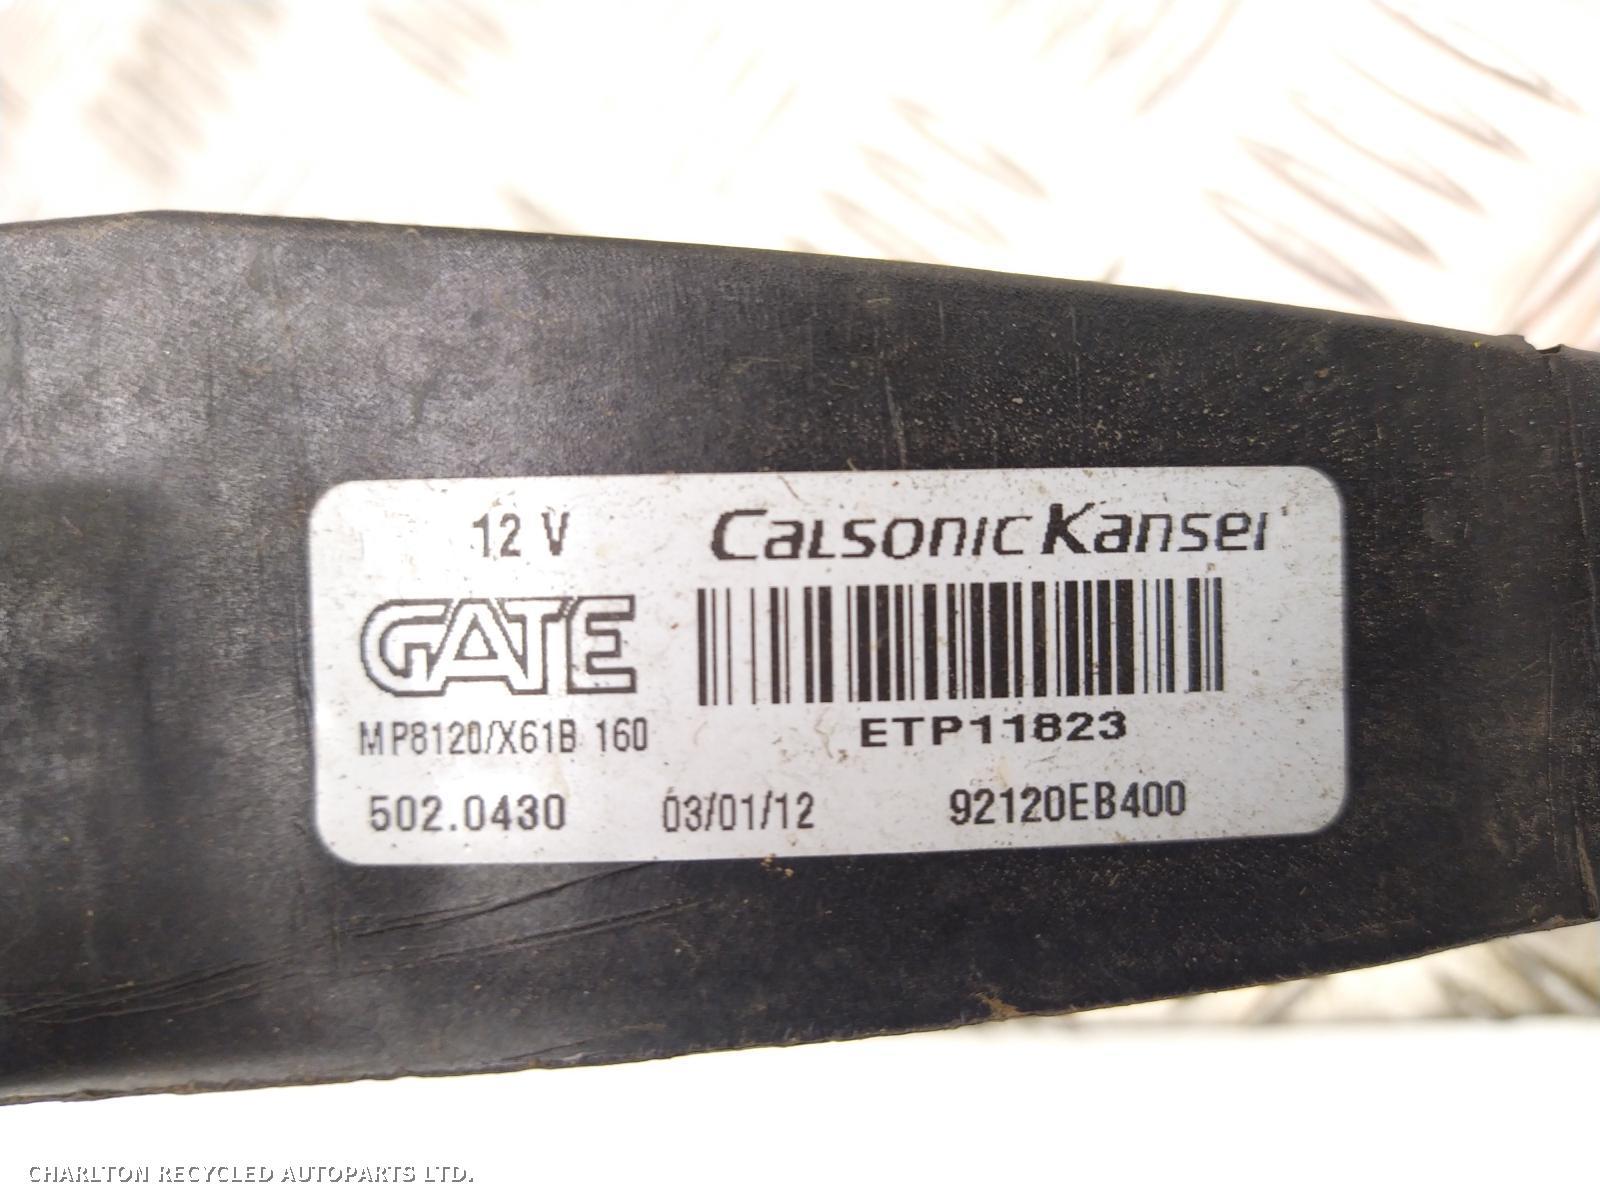 12 V
CALSONIC Kansei
GATE
MP8120/X61B 160
ETP11823
502.0430
03/01/12
92120EB400
CHARLTON RECYCLED AUTOPARTS LTD.